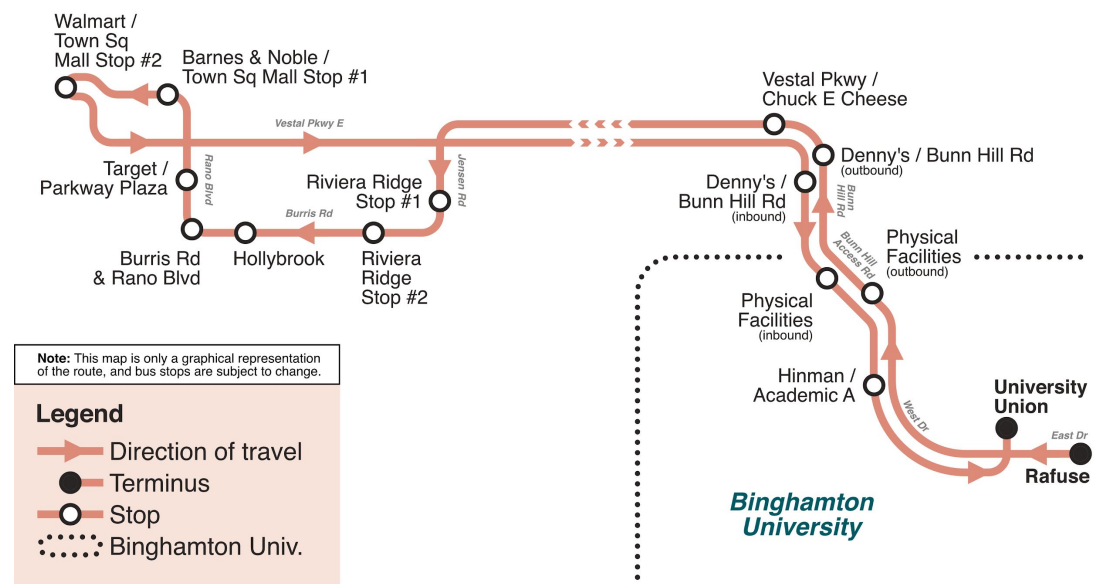 Walmart /
Town Sq
Mall Stop #2
Barnes & Noble /
Town Sq Mall Stop #1
Vestal Pkwy E
Vestal Pkwy /
Chuck E Cheese
Target /
Parkway Plaza
Rano Blvd
Riviera Ridge
Stop #1
Jensen Rd
Burris Rd
Burris Rd
& Rano Blvd
Hollybrook
Riviera
Ridge
Stop #2
Denny's / Bunn Hill Rd
(outbound)
Denny's /
Bunn Hill Rd
(inbound)
Bunn
Hill Rd
Bunn Hill
Access Rd
Physical
Facilities
(outbound)
Physical
Facilities
(inbound)
Hinman /
Academic A
West Dr
University
Union
East Dr
Rafuse
Binghamton
University
Note: This map is only a graphical representation
of the route, and bus stops are subject to change.
Legend
Direction of travel
Terminus
Stop
Binghamton Univ.